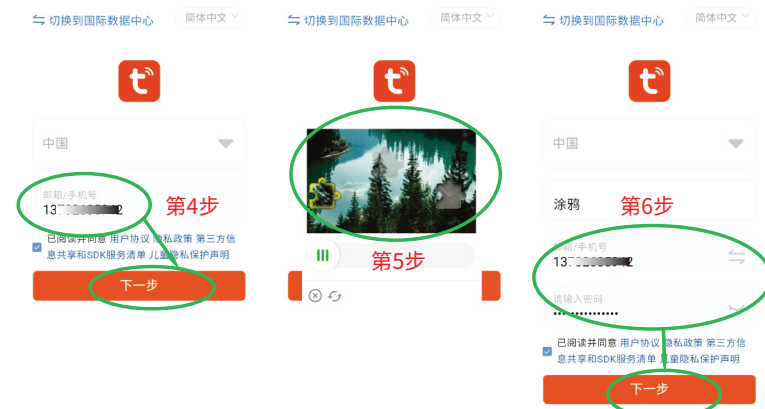 切换到国际数据中心 简体中文
中国
邮箱/手机号
13 2
第4步
已阅读并同意 用户协议 隐私政策 第三方信
息共享和SDK服务清单 儿童隐私保护声明
下一步
切换到国际数据中心 简体中文
第5步
切换到国际数据中心 简体中文
中国
涂鸦
第6步
邮箱/手机号
13 2
请输入密码
已阅读并同意 用户协议 隐私政策 第三方信
息共享和SDK服务清单 儿童隐私保护声明
下一步